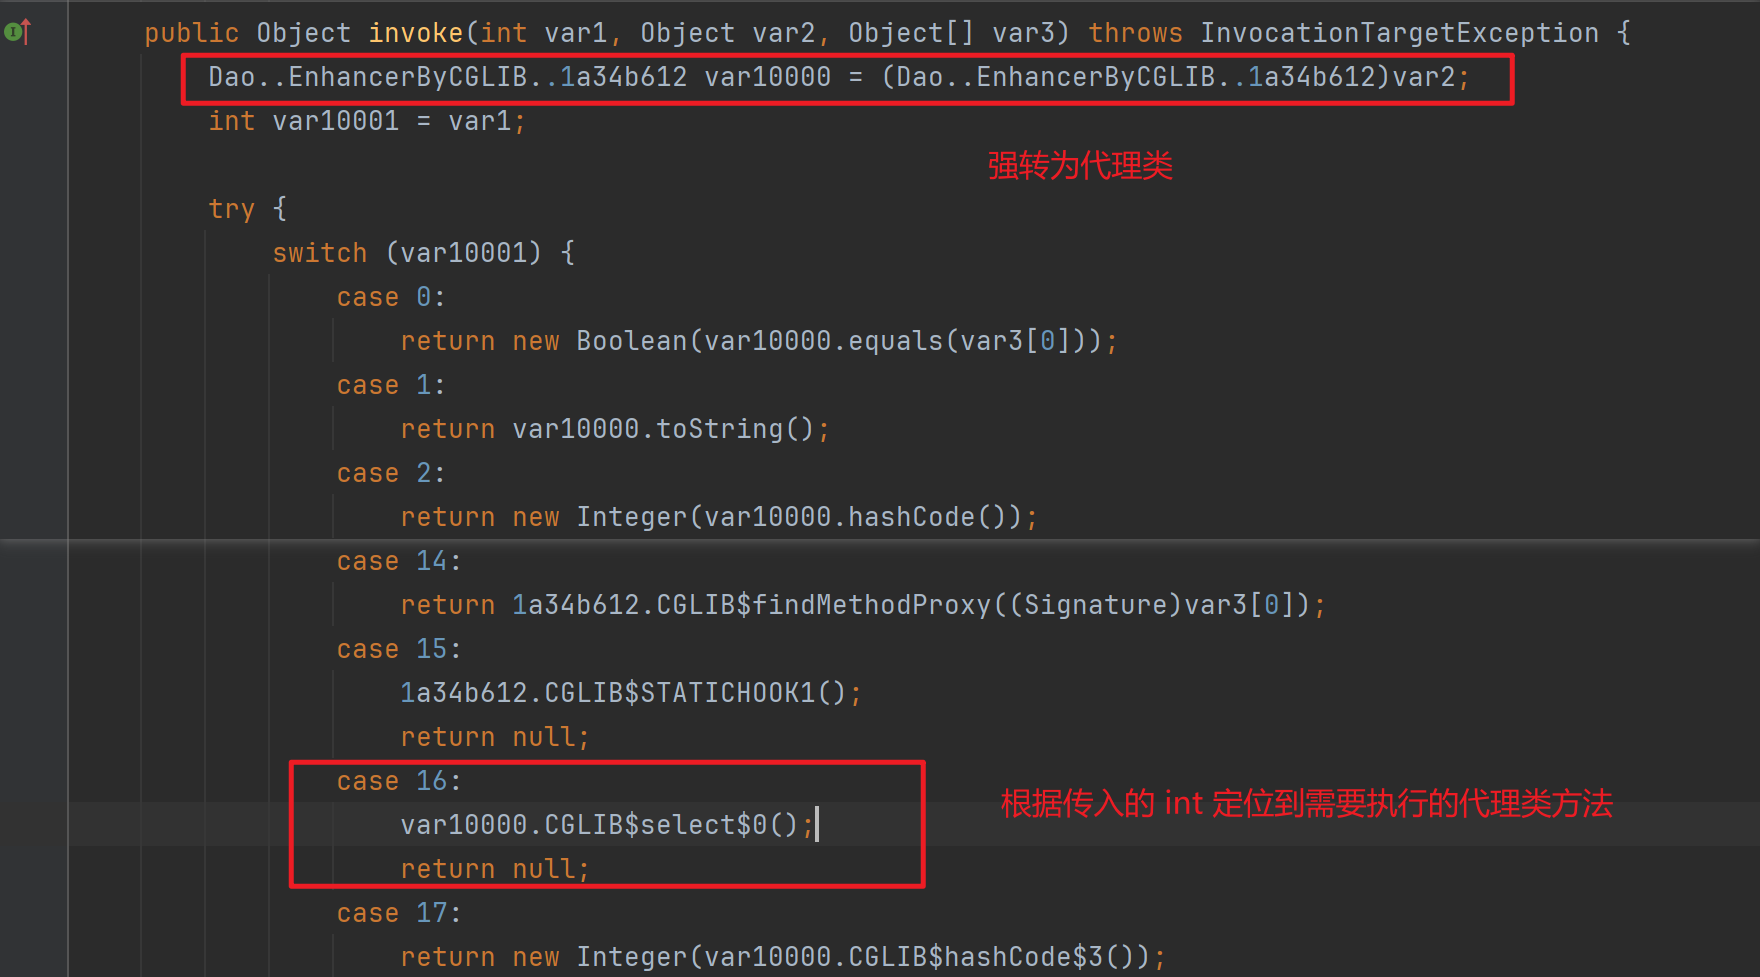 public Object invoke(int var1, Object var2, Object[] var3) throws InvocationTargetException {
Dao..EnhancerByCGLIB..1a34b612 var10000 = (Dao..EnhancerByCGLIB..1a34b612)var2;
int var10001 = var1;
强转为代理类
try {
switch (var10001) {
case 0:
return new Boolean(var10000.equals(var3[0]));
case 1:
return var10000.toString();
case 2:
return new Integer(var10000.hashCode());
case 14:
return 1a34b612.CGLIB$findMethodProxy((Signature)var3[0]);
case 15:
1a34b612.CGLIB$STATICHOOK1();
return null;
case 16:
var10000.CGLIB$select$0();
根据传入的 int 定位到需要执行的代理类方法
return null;
case 17:
return new Integer(var10000.CGLIB$hashCode$3());